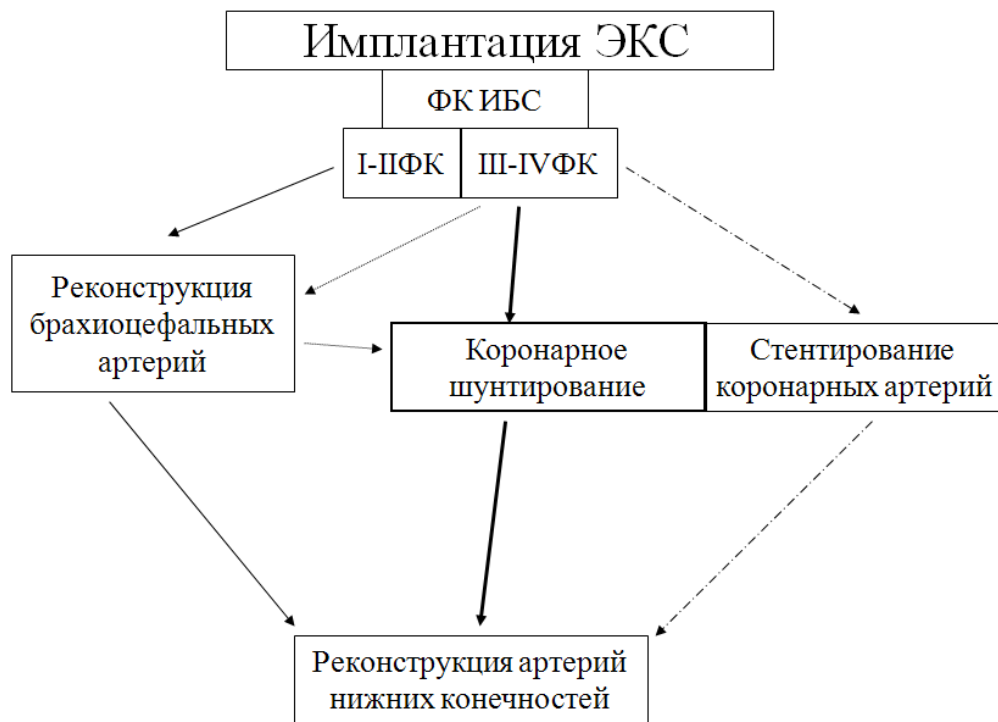 Имплантация ЭКС
ФК ИБС
I-IIФК
III-IVФК
Реконструкция
брахиоцефальных
артерий
Коронарное
шунтирование
Стентирование
коронарных артерий
Реконструкция артерий
нижних конечностей